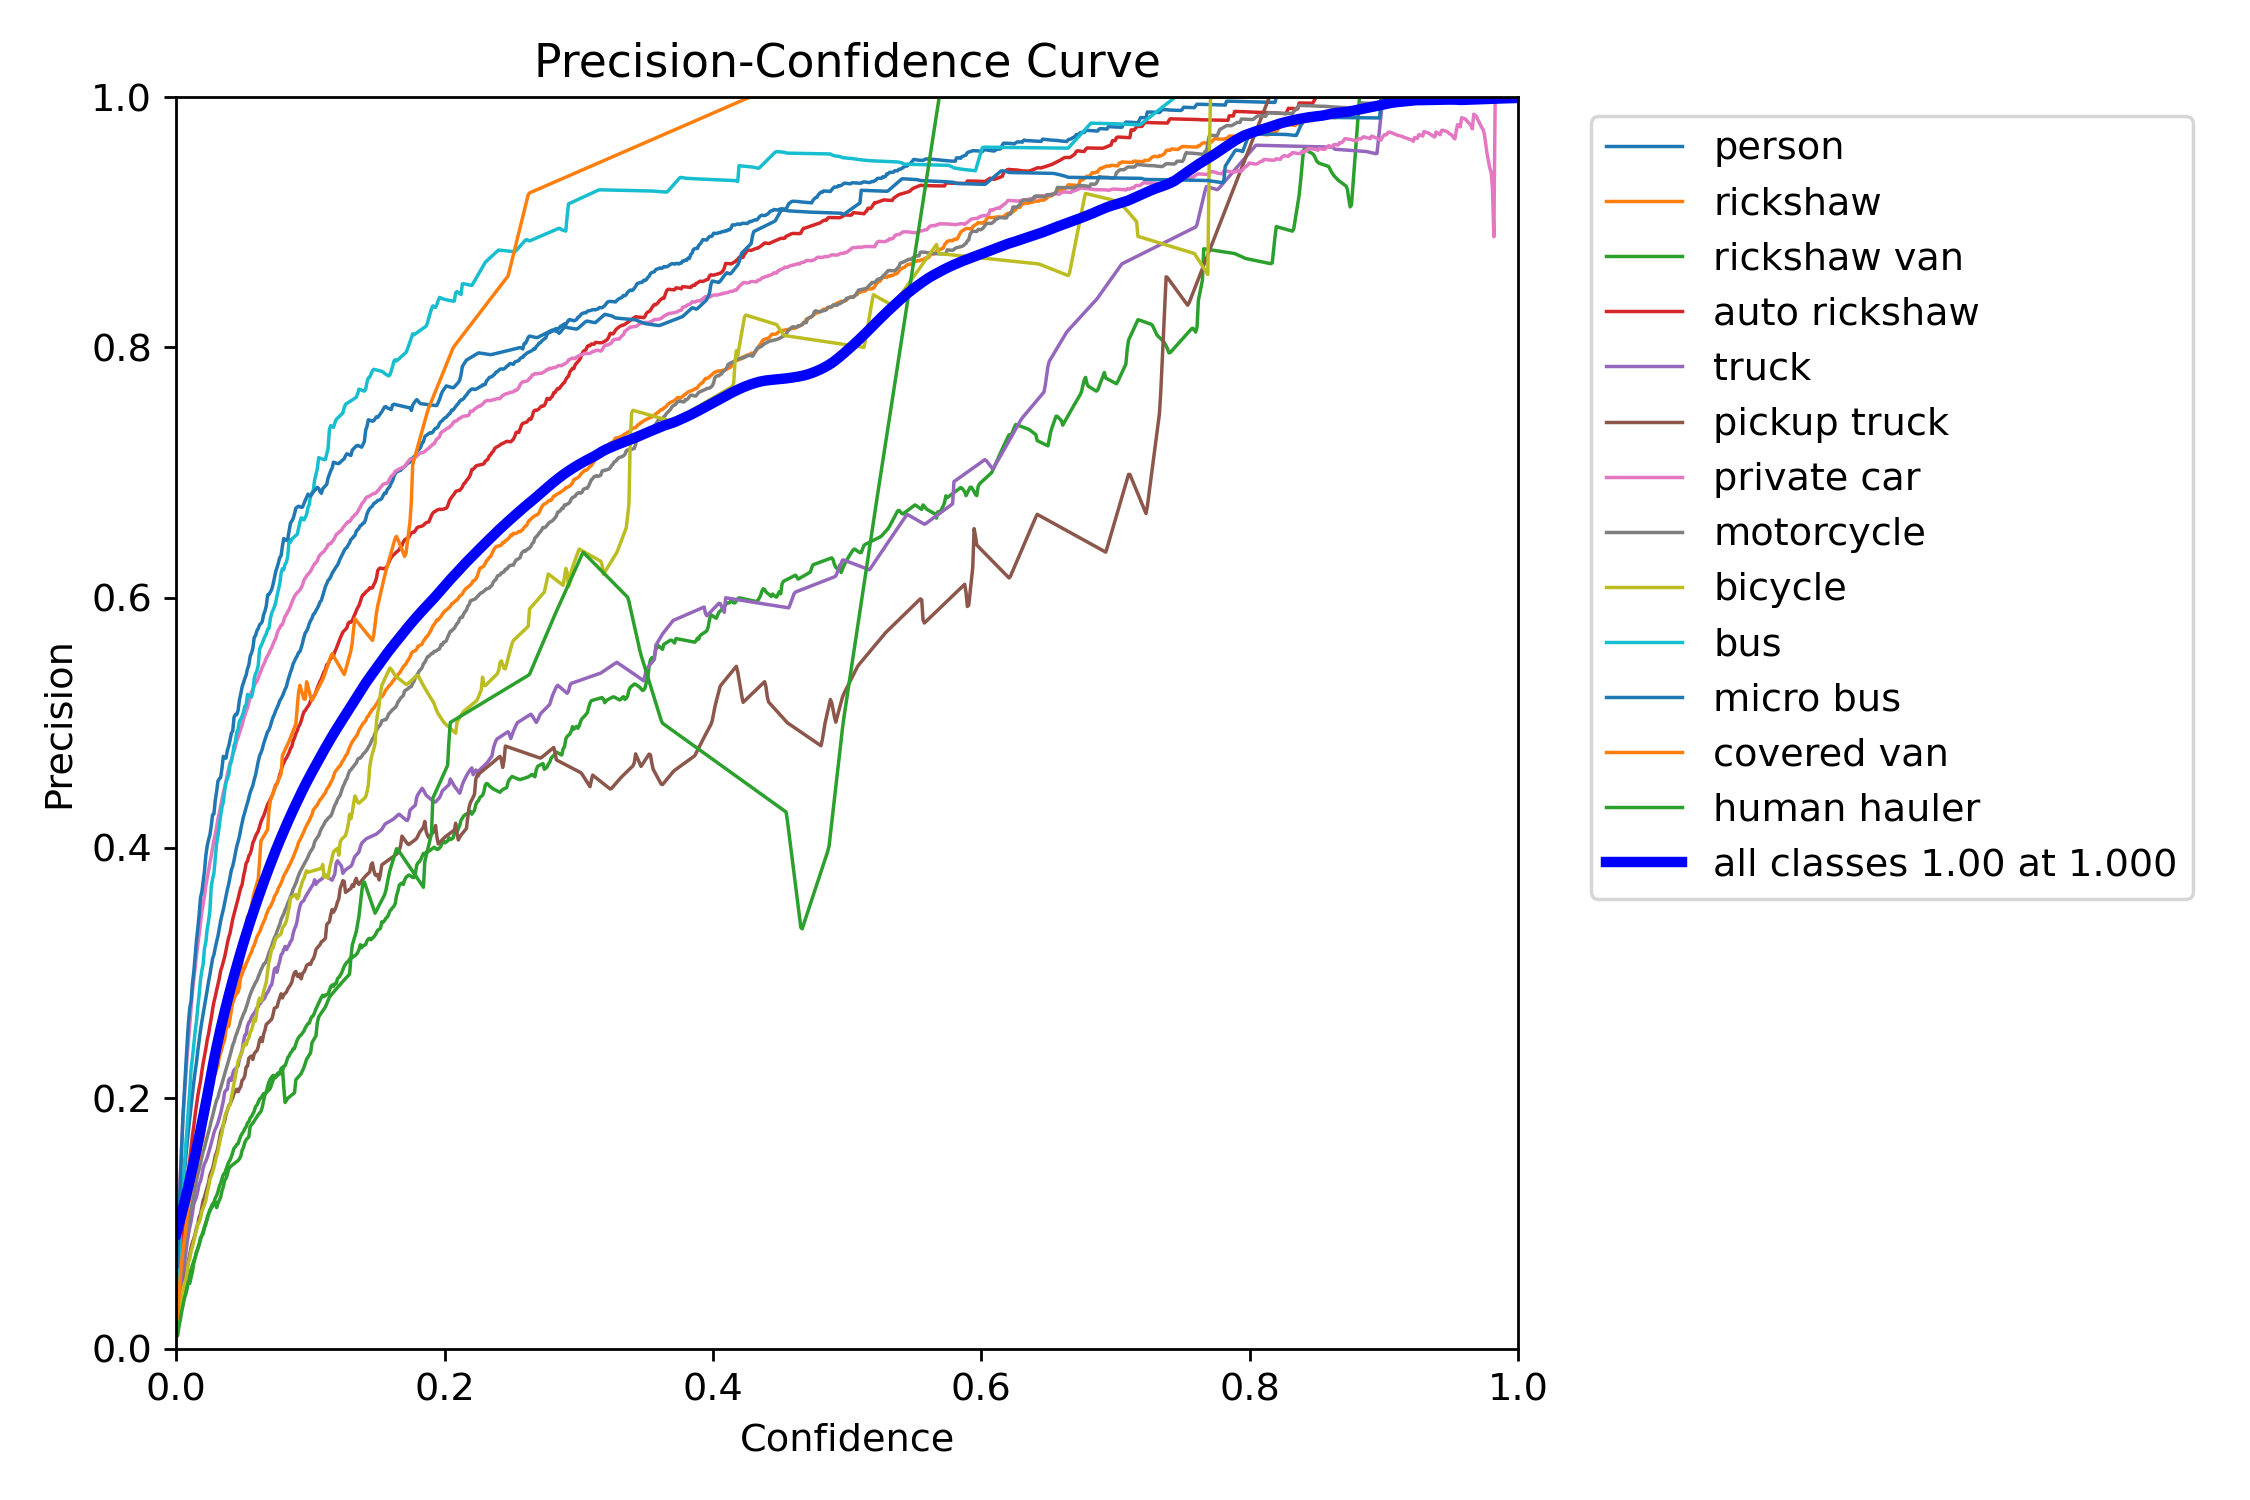 Precision-Confidence Curve
1.0
0.8
0.6
0.4
0.2
0.0
Precision
0.0 0.2 0.4 0.6 0.8 1.0
Confidence
person
rickshaw
rickshaw van
auto rickshaw
truck
pickup truck
private car
motorcycle
bicycle
bus
micro bus
covered van
human hauler
all classes 1.00 at 1.000